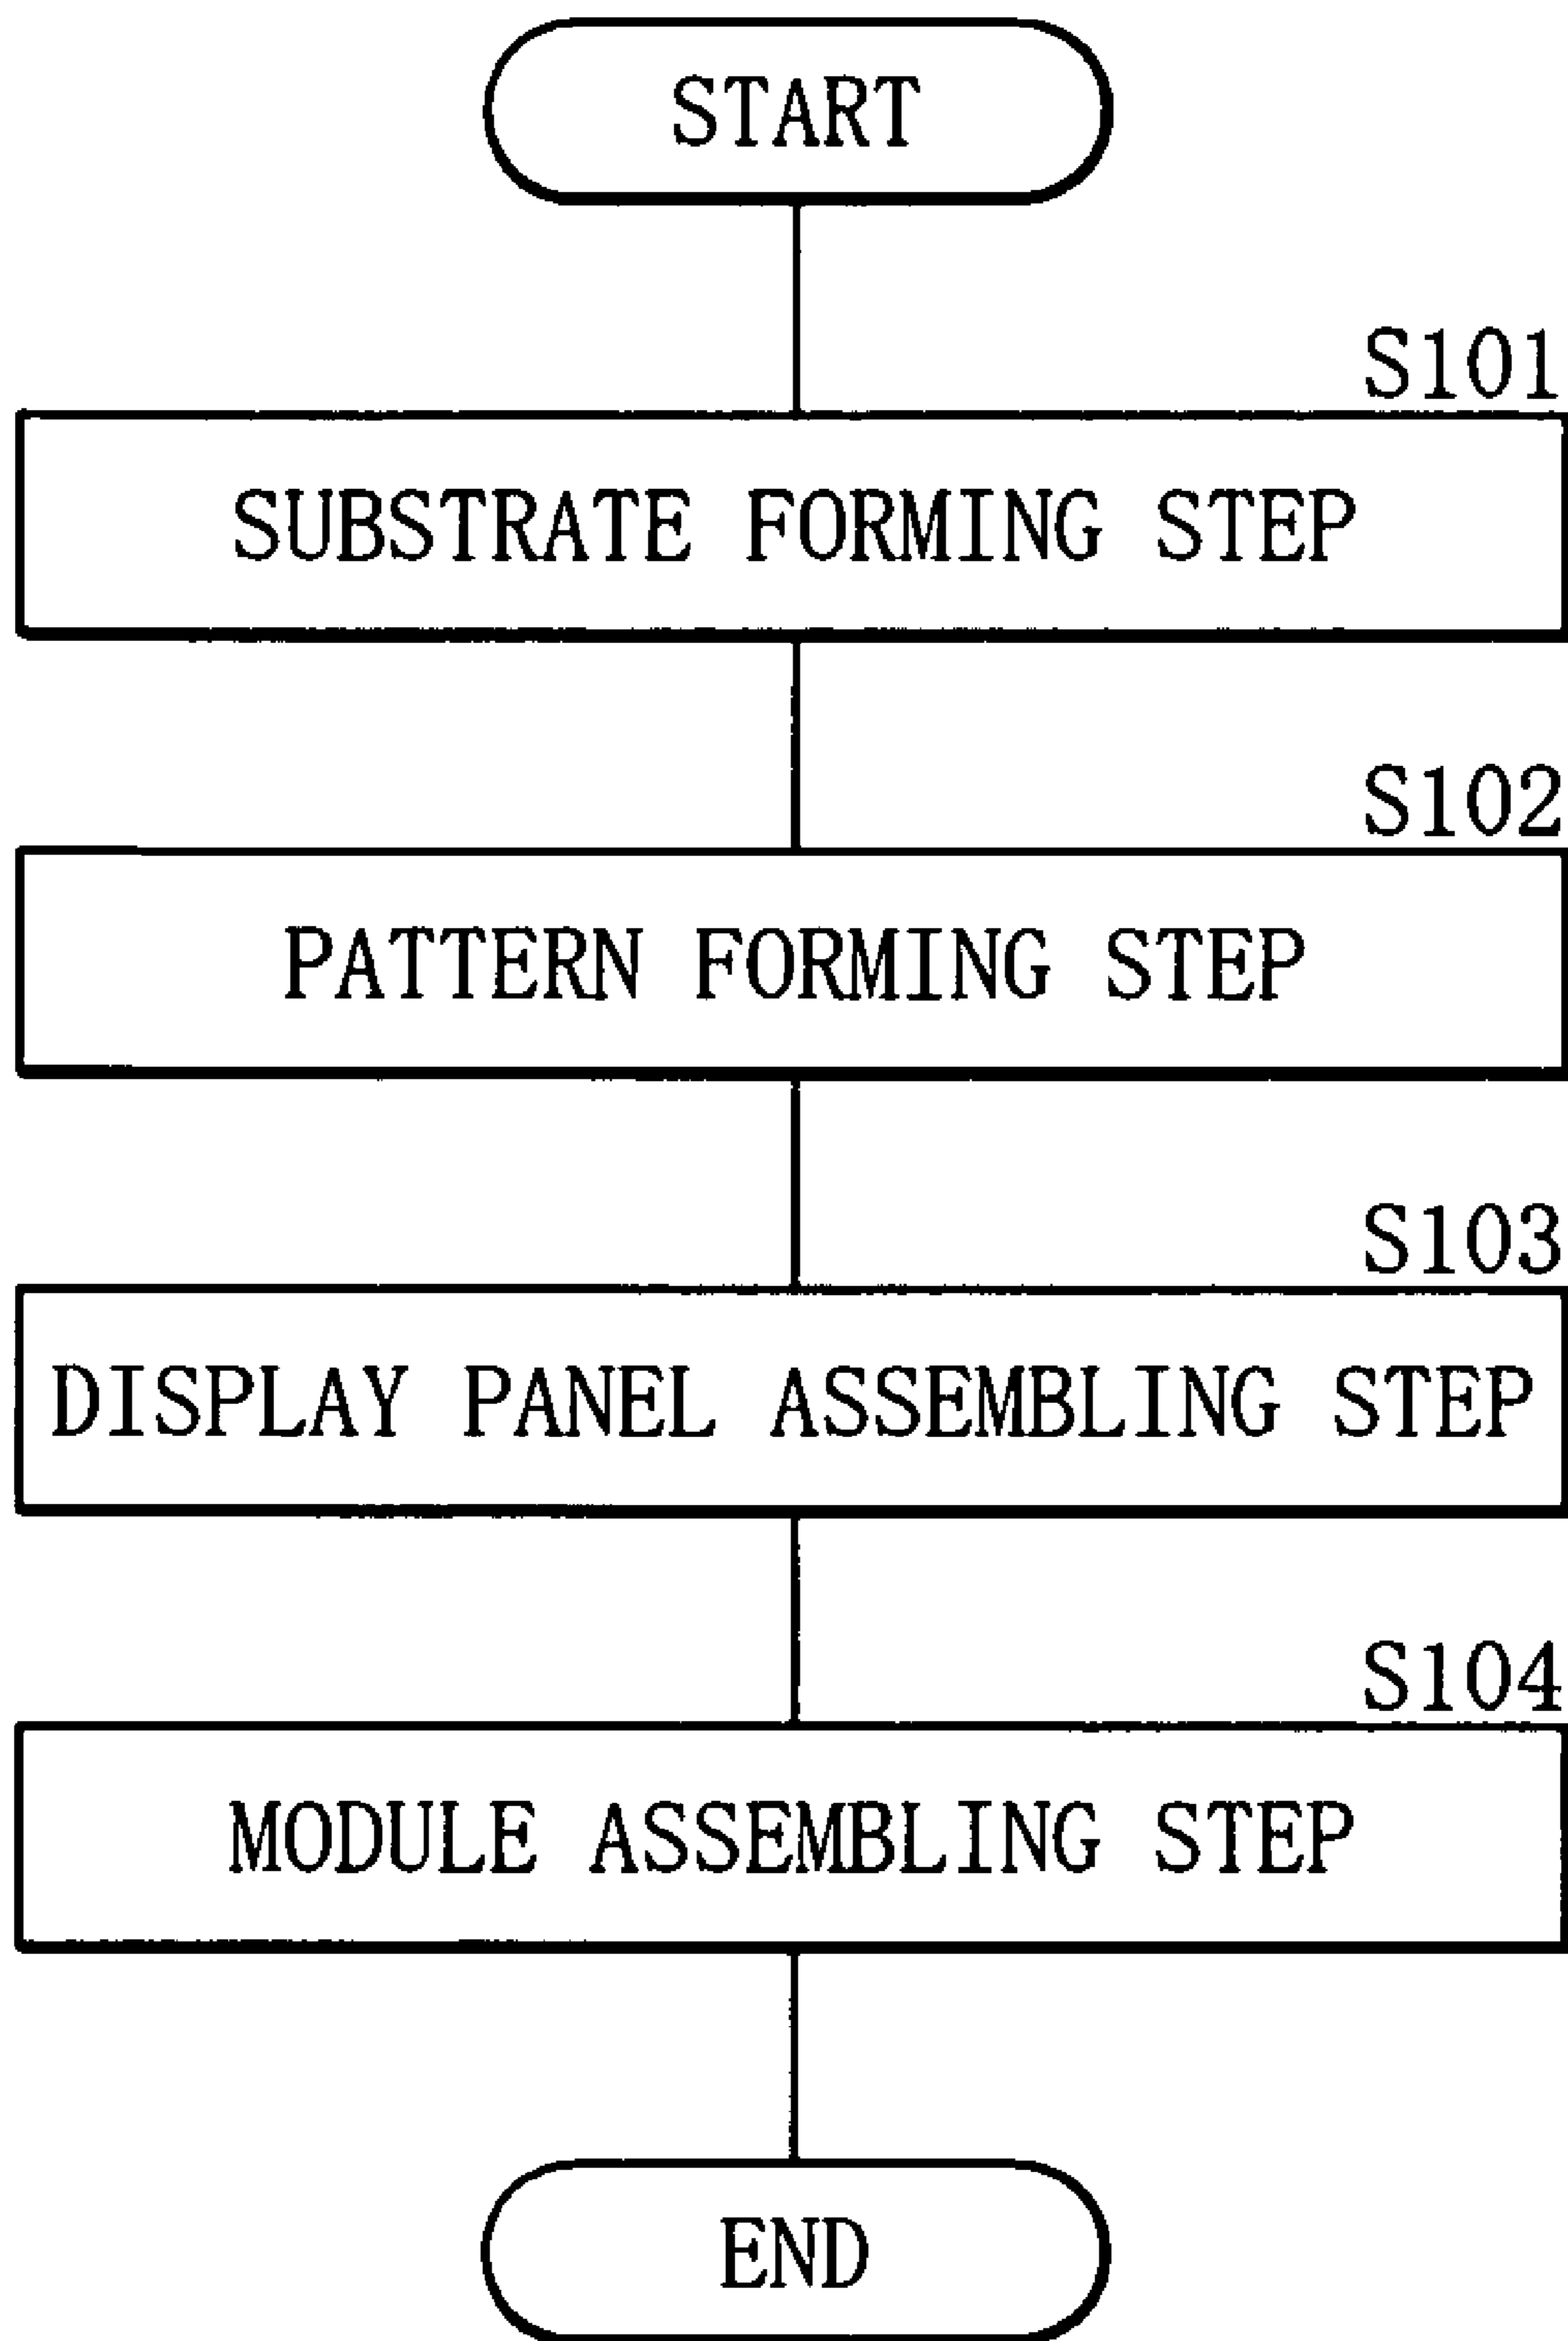 START
S101
SUBSTRATE FORMING STEP
S102
PATTERN FORMING STEP
S103
DISPLAY PANEL ASSEMBLING STEP
S104
MODULE ASSEMBLING STEP
END